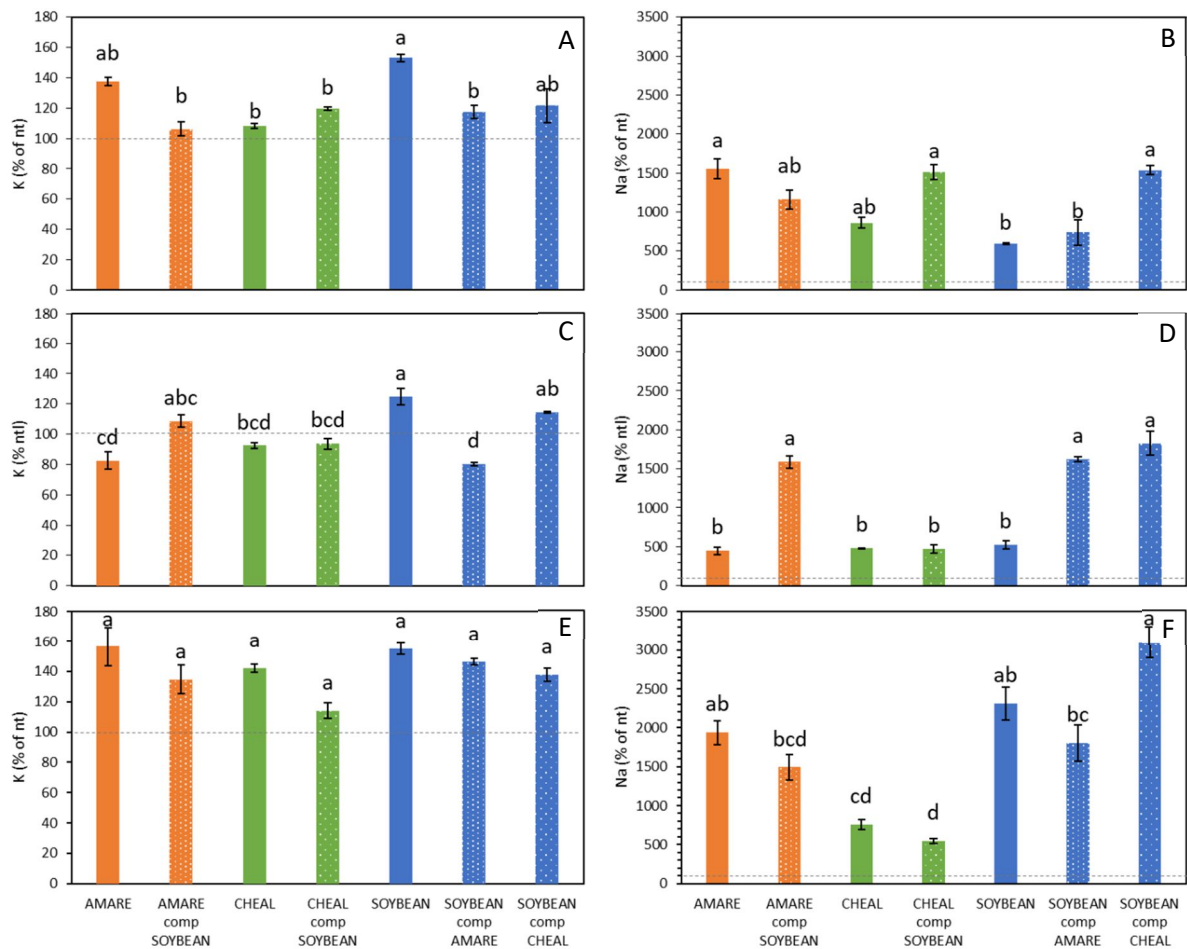 A
K (% of nt)
180
160
140
120
100
80
60
40
20
0
ab
b
b
b
a
b
ab
B
Na (% of nt)
3500
3000
2500
2000
1500
1000
500
0
a
ab
ab
a
b
b
a
C
K (% ntl)
180
160
140
120
100
80
60
40
20
0
cd
abc
bcd
bcd
a
d
ab
D
Na (% ntl)
3500
3000
2500
2000
1500
1000
500
0
b
a
b
b
b
a
a
E
K (% of nt)
180
160
140
120
100
80
60
40
20
0
a
a
a
a
a
a
a
AMARE
AMARE
comp
SOYBEAN
CHEAL
CHEAL
comp
SOYBEAN
SOYBEAN
SOYBEAN
comp
AMARE
SOYBEAN
comp
CHEAL
F
Na (% of nt)
3500
3000
2500
2000
1500
1000
500
0
ab
bcd
cd
d
ab
bc
a
AMARE
AMARE
comp
SOYBEAN
CHEAL
CHEAL
comp
SOYBEAN
SOYBEAN
SOYBEAN
comp
AMARE
SOYBEAN
comp
CHEAL